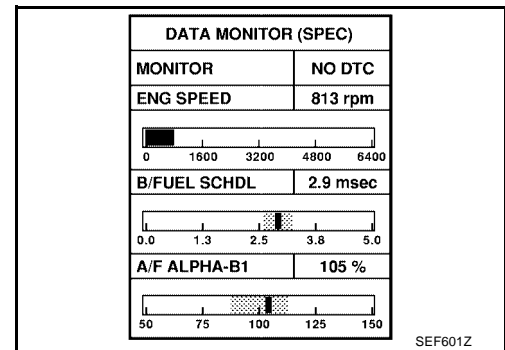 DATA MONITOR (SPEC)
MONITOR NO DTC
ENG SPEED 813 rpm
0 1600 3200 4800 6400
B/FUEL SCHDL 2.9 msec
0.0 1.3 2.5 3.8 5.0
A/F ALPHA-B1 105 %
50 75 100 125 150
SEF601Z